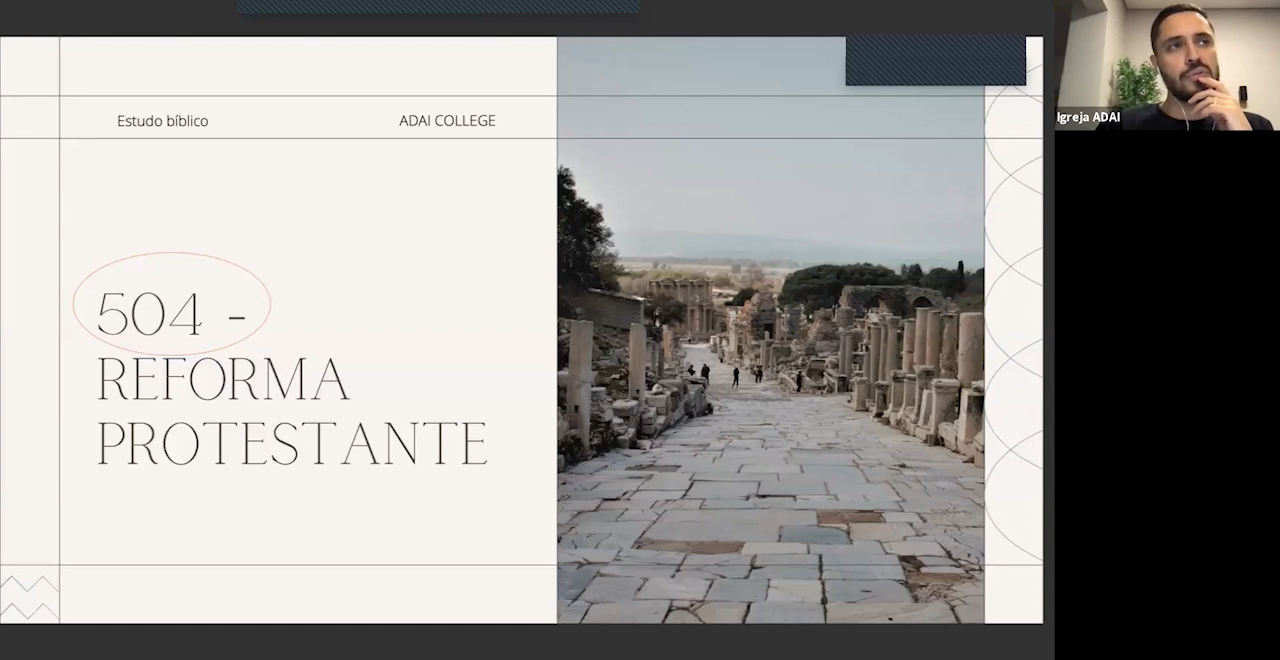 Estudo bíblico
ADAI COLLEGE
504 -
REFORMA
PROTESTANTE
Igreja ADAI